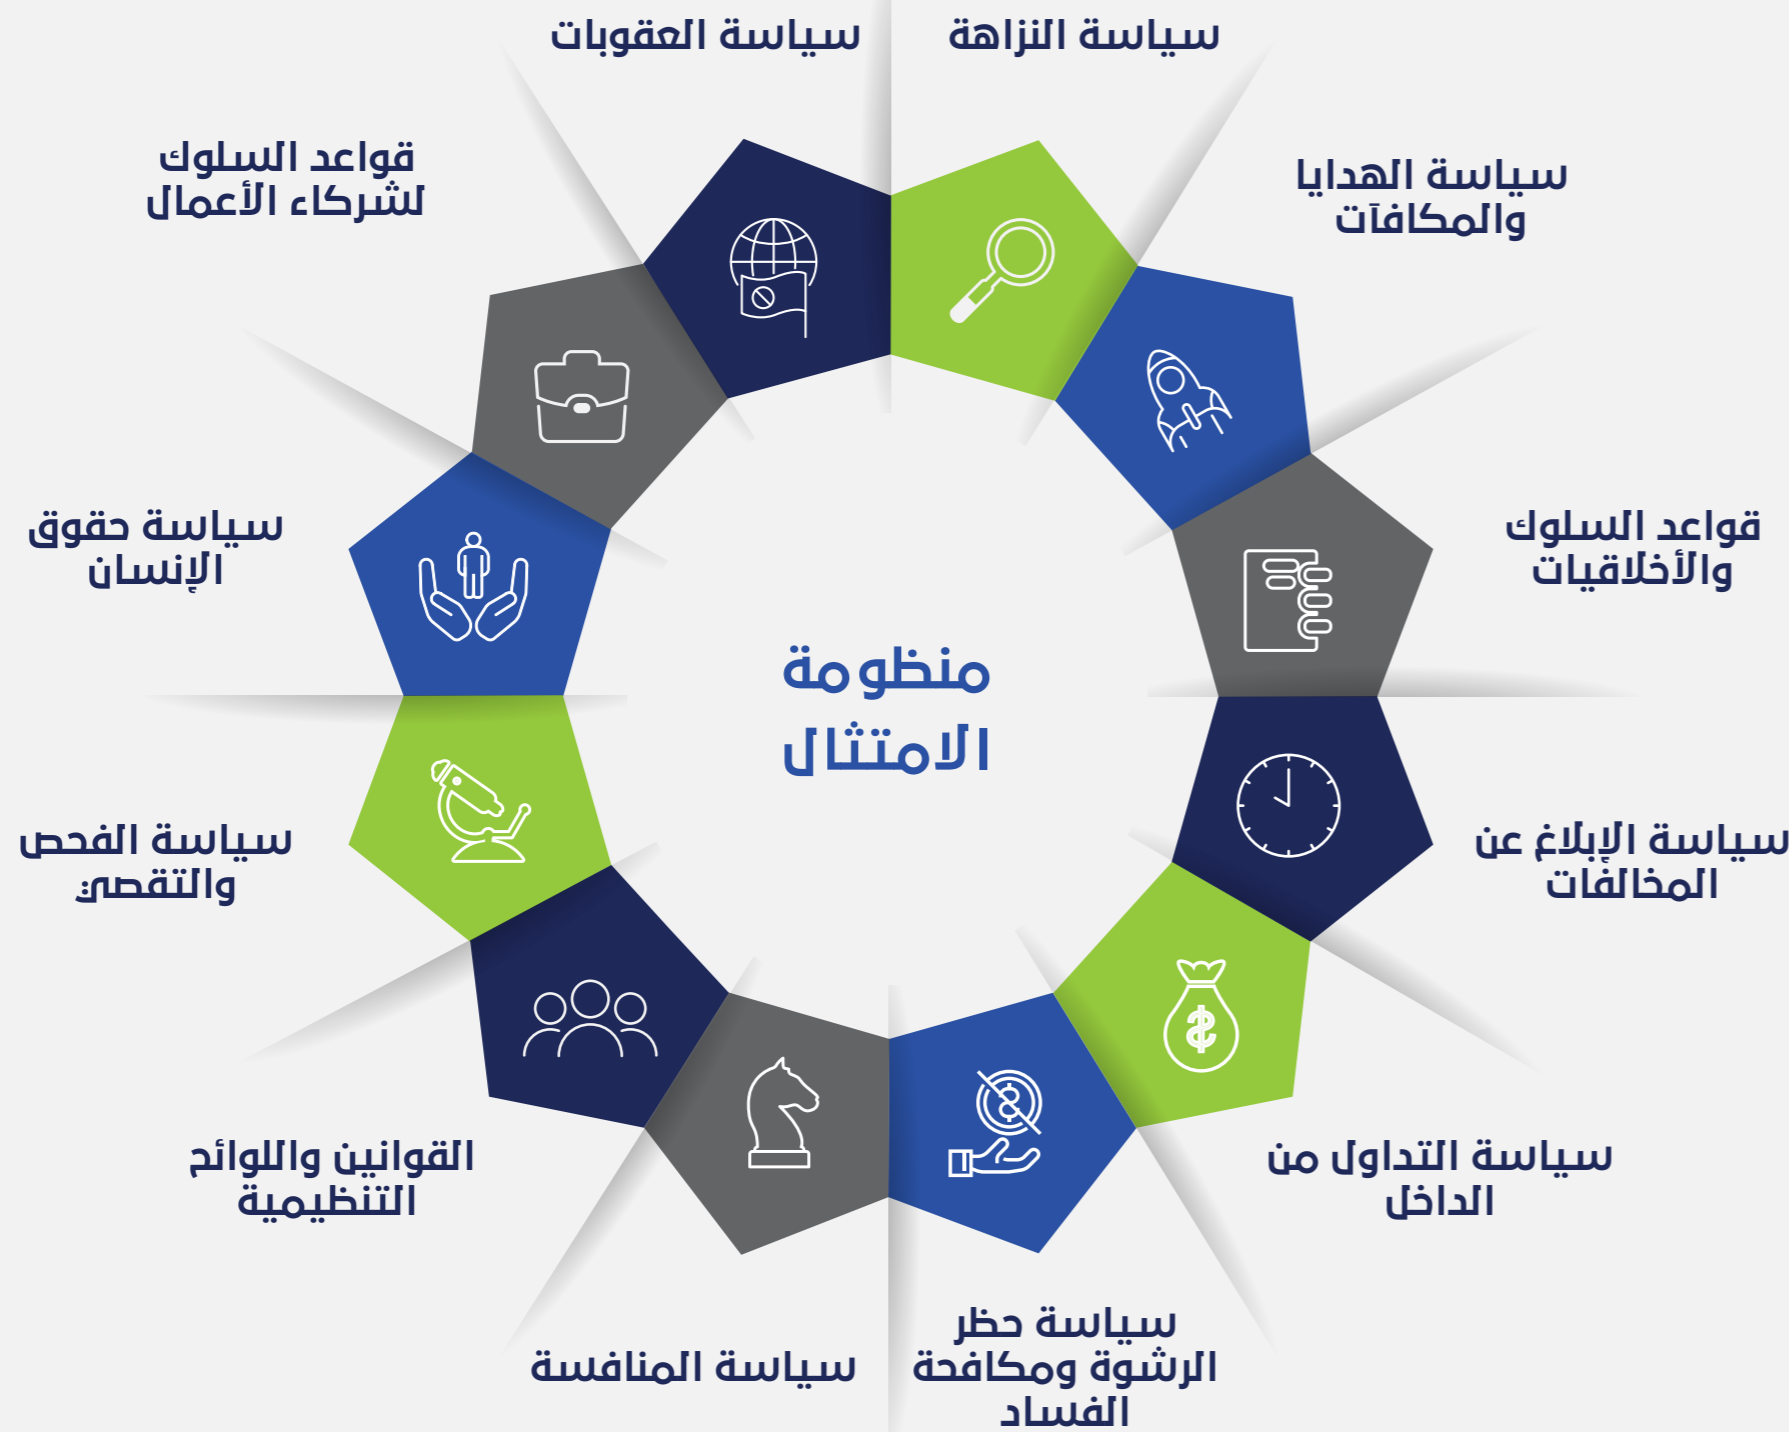 سياسة النزاهة
سياسة الهدايا
والمكافآت
قواعد السلوك
والأخلاقيات
سياسة الإبلاغ عن
المخالفات
سياسة التداول من
الداخل
سياسة حظر
الرشوة ومكافحة
الفساد
سياسة المنافسة
القوانين واللوائح
التنظيمية
سياسة الفحص
والتقصي
سياسة حقوق
الإنسان
قواعد السلوك
لشركاء الأعمال
سياسة العقوبات
منظومة
الامتثال